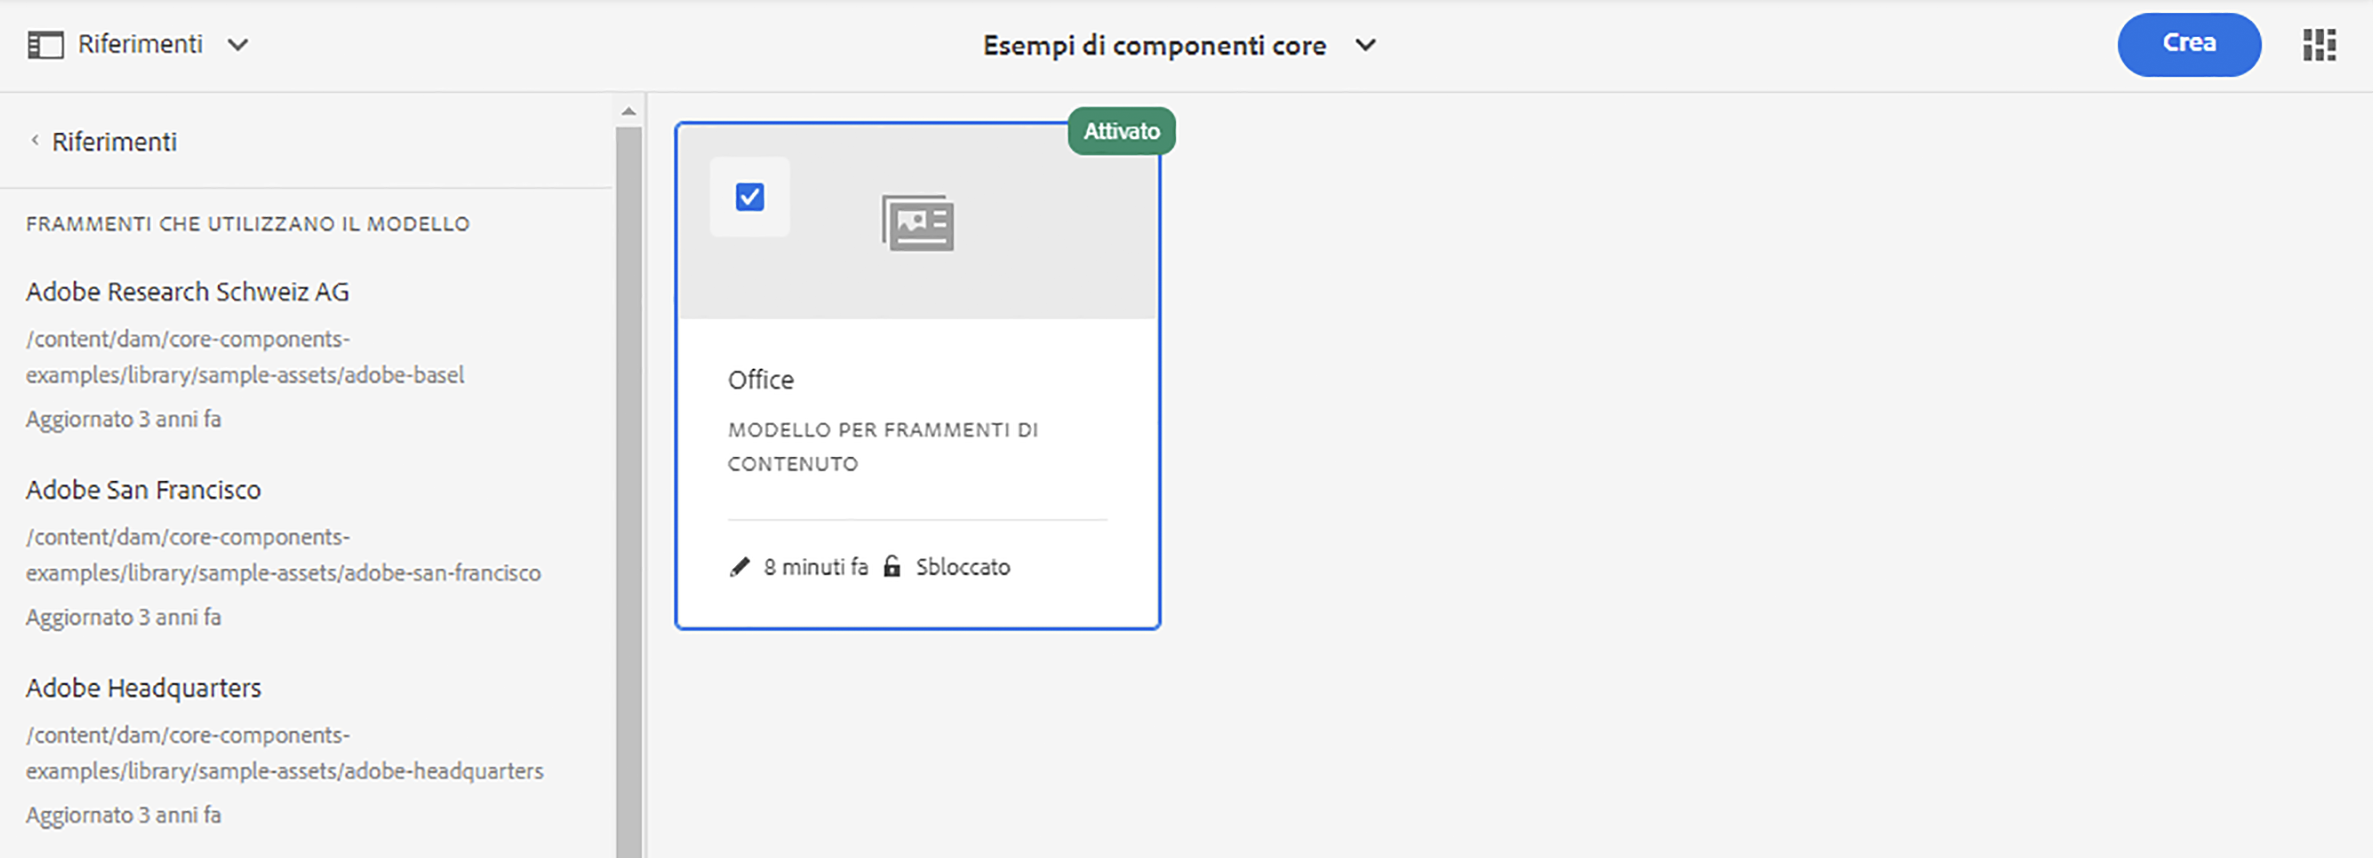 Riferimenti
Esempi di componenti core
Crea
Riferimenti
FRAMMENTI CHE UTILIZZANO IL MODELLO
Adobe Research Schweiz AG
/content/dam/core-components-
examples/library/sample-assets/adobe-basel
Aggiornato 3 anni fa
Adobe San Francisco
/content/dam/core-components-
examples/library/sample-assets/adobe-san-francisco
Aggiornato 3 anni fa
Adobe Headquarters
/content/dam/core-components-
examples/library/sample-assets/adobe-headquarters
Aggiornato 3 anni fa
Attivato
Office
MODELLO PER FRAMMENTI DI
CONTENUTO
8 minuti fa Sbloccato